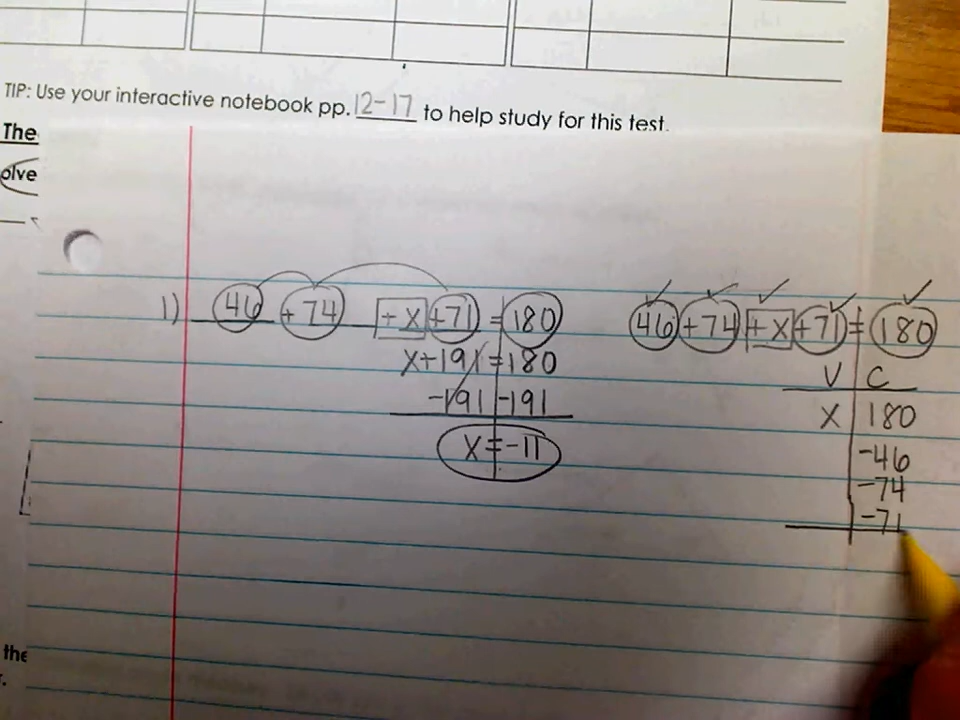 TIP: Use your interactive notebook pp. 12-17 to help study for this test.
The
olve
1) 46 + 74 + x + 71 = 180
x + 191 = 180
-191 -191
x = -11
46 + 74 + x + 71 = 180
V C
X 180
-46
-74
-71
the